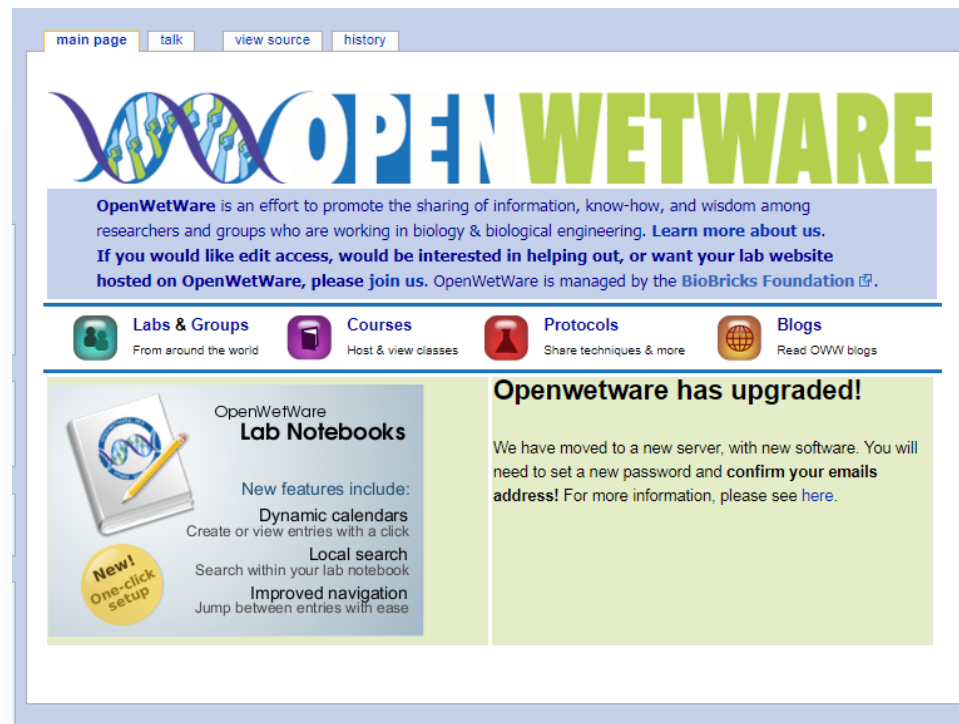 main page talk view source history
OPENWETWARE
OpenWetWare is an effort to promote the sharing of information, know-how, and wisdom among
researchers and groups who are working in biology & biological engineering. Learn more about us.
If you would like edit access, would be interested in helping out, or want your lab website
hosted on OpenWetWare, please join us. OpenWetWare is managed by the BioBricks Foundation.
Labs & Groups
From around the world
Courses
Host & view classes
Protocols
Share techniques & more
Blogs
Read OWW blogs
OpenWetWare
Lab Notebooks
New features include:
Dynamic calendars
Create or view entries with a click
Local search
Search within your lab notebook
Improved navigation
Jump between entries with ease
New!
One-click
setup
Openwetware has upgraded!
We have moved to a new server, with new software. You will
need to set a new password and confirm your emails
address! For more information, please see here.